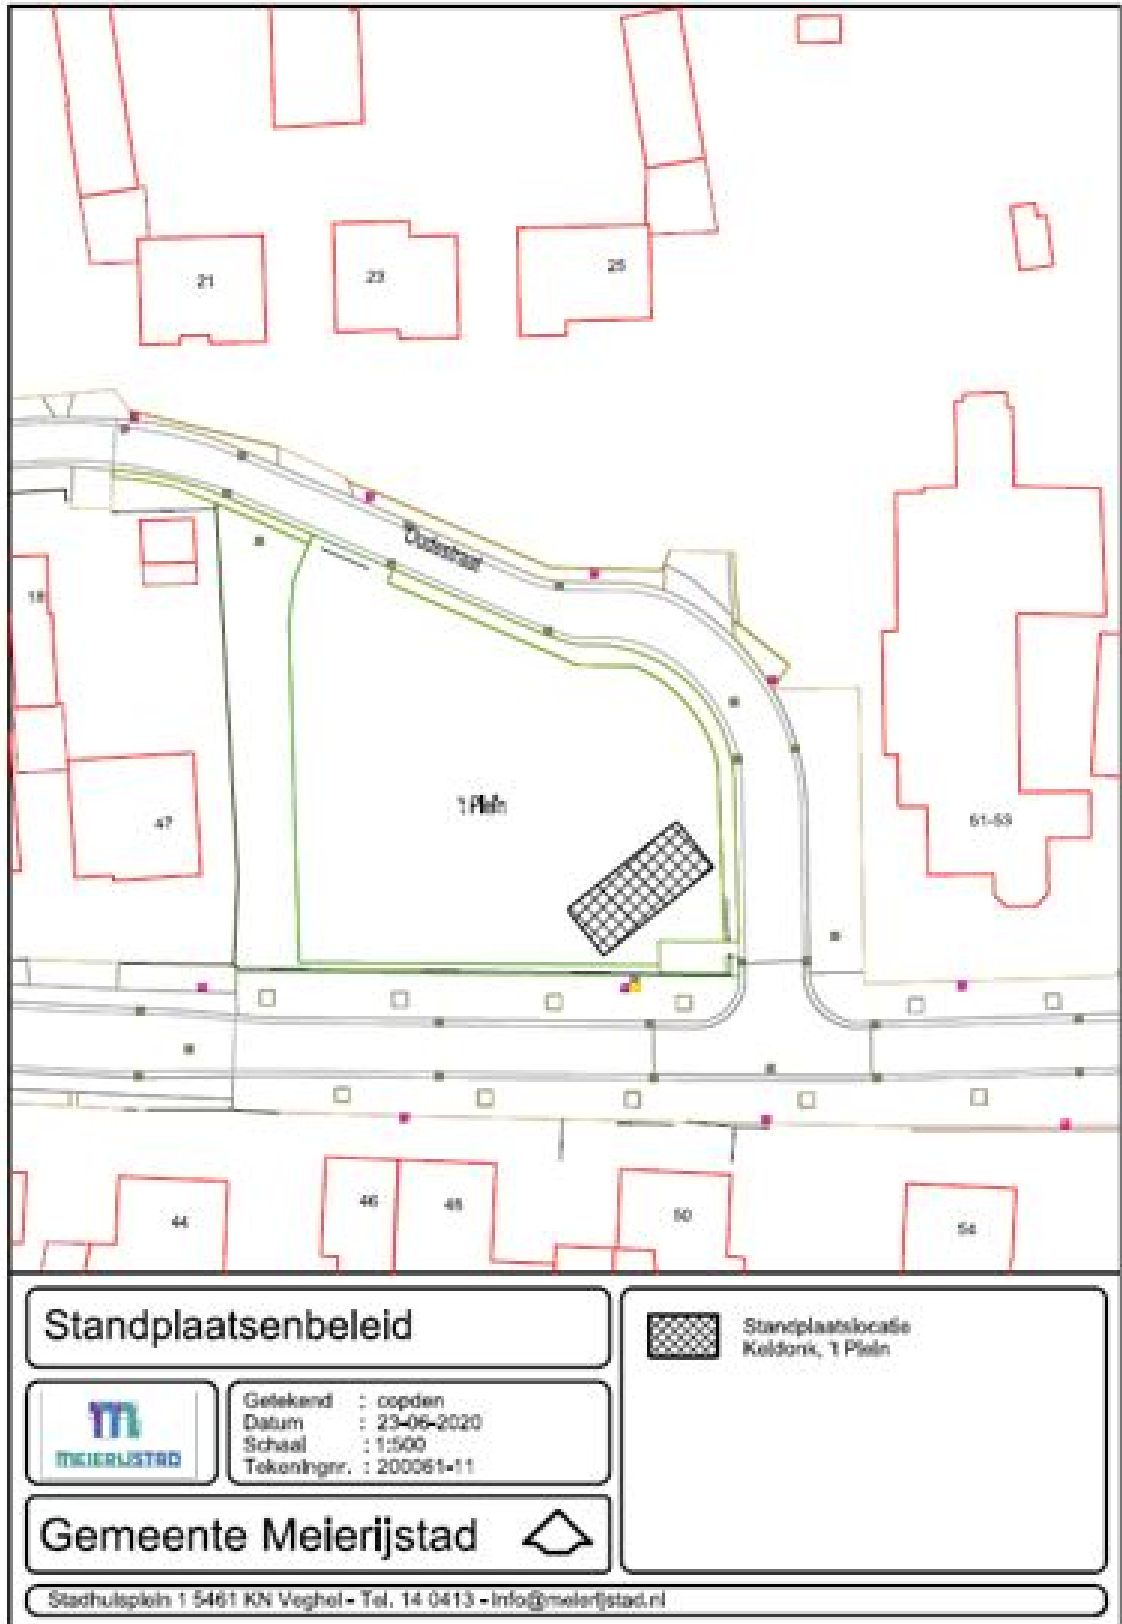 21
23
25
Oudestraat
18
't Plein
47
51-53
44
46
48
50
54
Standplaatsenbeleid
Standplaatslocatie
Keldonk, 't Plein
MEIERIJSTAD
Getekend : copden
Datum : 23-06-2020
Schaal : 1:500
Tekeningnr. : 200061-11
Gemeente Meierijstad
Stadhuisplein 1 5461 KN Veghel - Tel. 14 0413 - info@meierijstad.nl